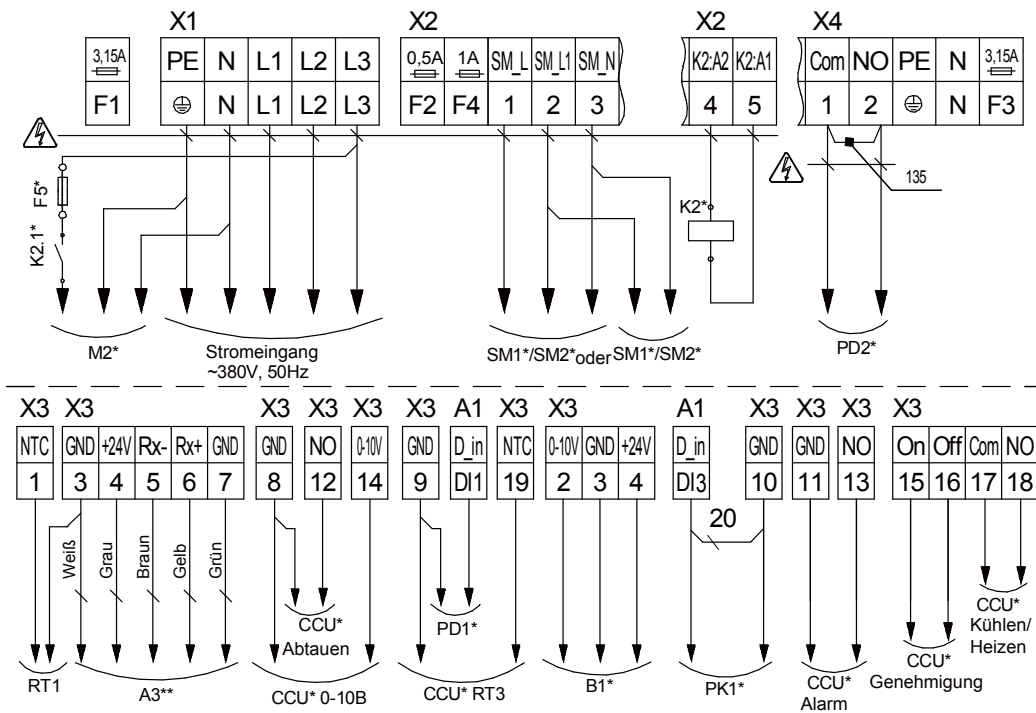 X1 X2 X2 X4
3,15A PE N L1 L2 L3 0,5A 1A SM_L SM_L1 SM_N K2:A2 K2:A1 Com NO PE N 3,15A
F1 N L1 L2 L3 F2 F4 1 2 3 4 5 1 2 N F3
135
F5*
K2*
K2.1*
M2* Stromeingang SM1*/SM2* oder SM1*/SM2* PD2*
~380V, 50Hz
X3 X3 X3 X3 X3 X3 A1 X3 X3 A1 X3 X3 X3 X3
NTC GND +24V Rx- Rx+ GND GND NO 0-10V GND D_in NTC 0-10V GND +24V D_in GND GND NO On Off Com NO
1 3 4 5 6 7 8 12 14 9 DI1 19 2 3 4 DI3 10 11 13 15 16 17 18
20
Weiß Grau Braun Gelb Grün
CCU* PD1* CCU*
Abtauen Kühlen/
Heizen
RT1 A3** CCU* 0-10B CCU* RT3 B1* PK1* CCU* CCU*
Alarm Genehmigung